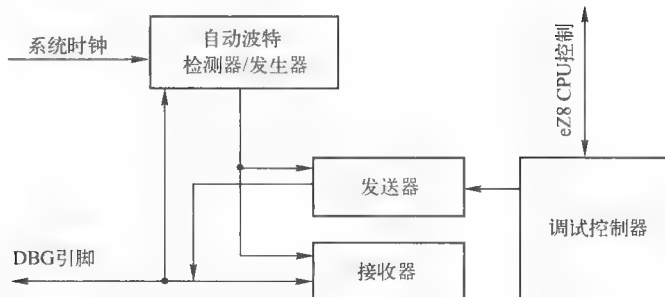 系统时钟
自动波特
检测器/发生器
eZ8 CPU控制
发送器
调试控制器
DBG引脚
接收器